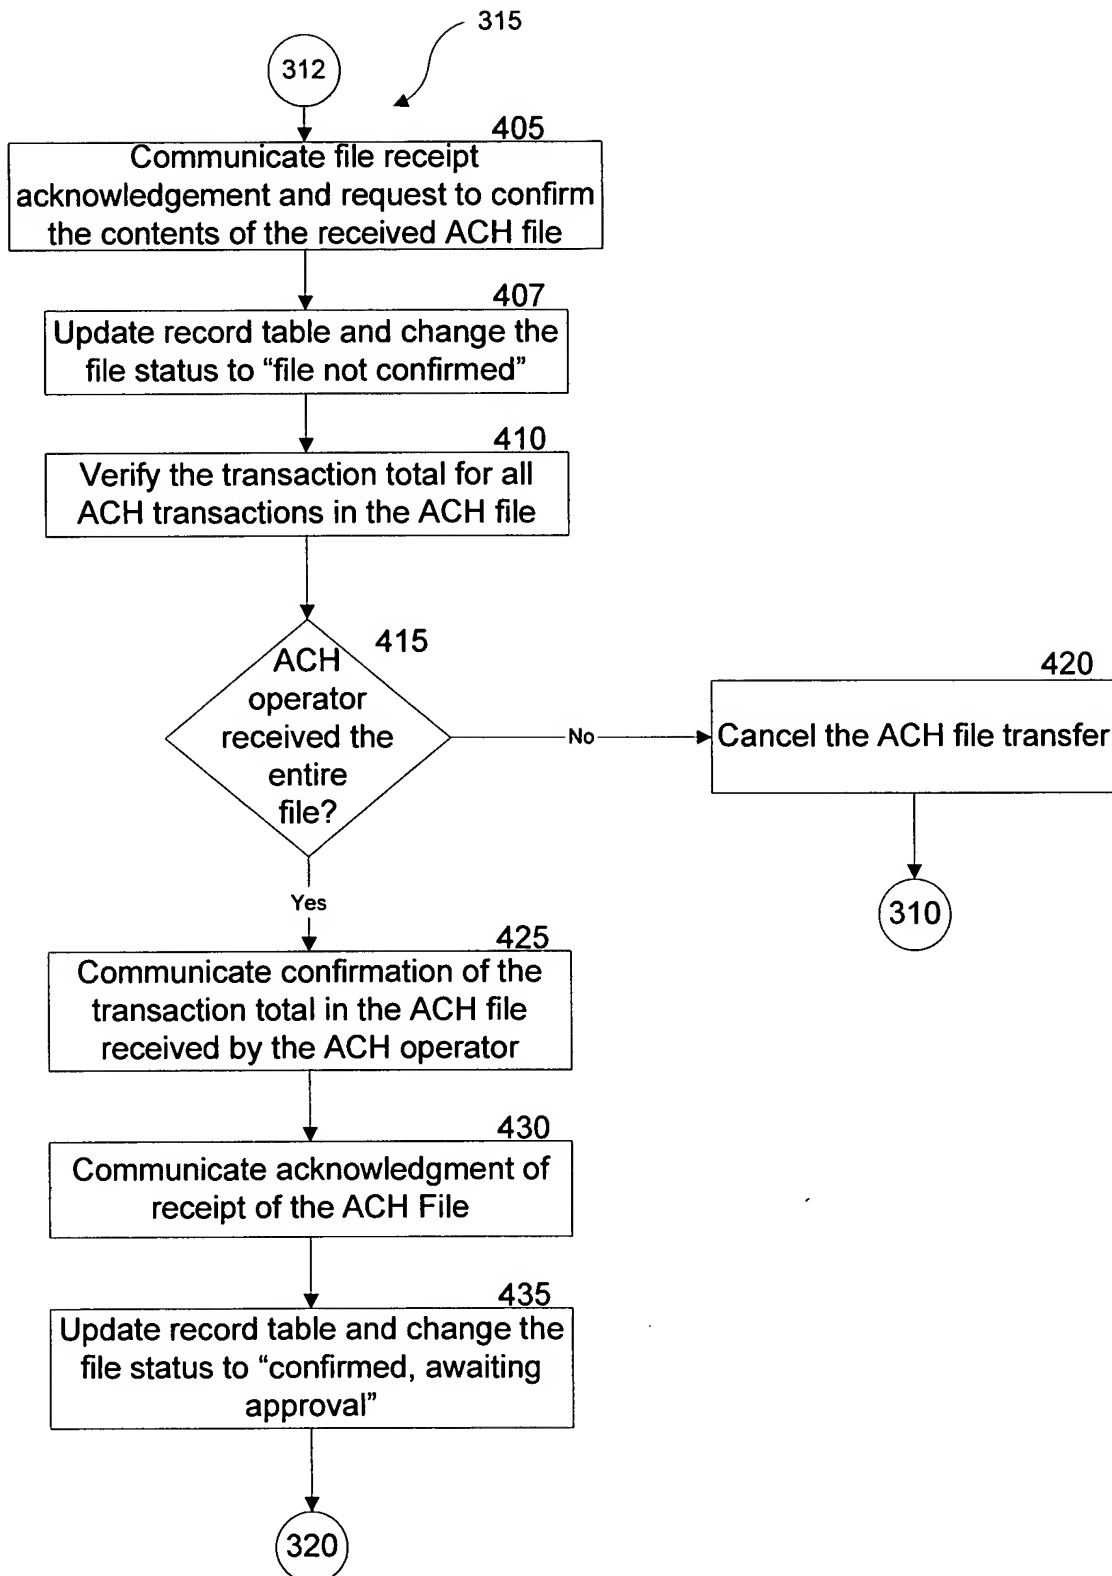 315
312
405
Communicate file receipt
acknowledgement and request to confirm
the contents of the received ACH file
407
Update record table and change the
file status to “file not confirmed”
410
Verify the transaction total for all
ACH transactions in the ACH file
415
ACH
operator
received the
entire
file?
No
420
Cancel the ACH file transfer
310
Yes
425
Communicate confirmation of the
transaction total in the ACH file
received by the ACH operator
430
Communicate acknowledgment of
receipt of the ACH File
435
Update record table and change the
file status to “confirmed, awaiting
approval”
320